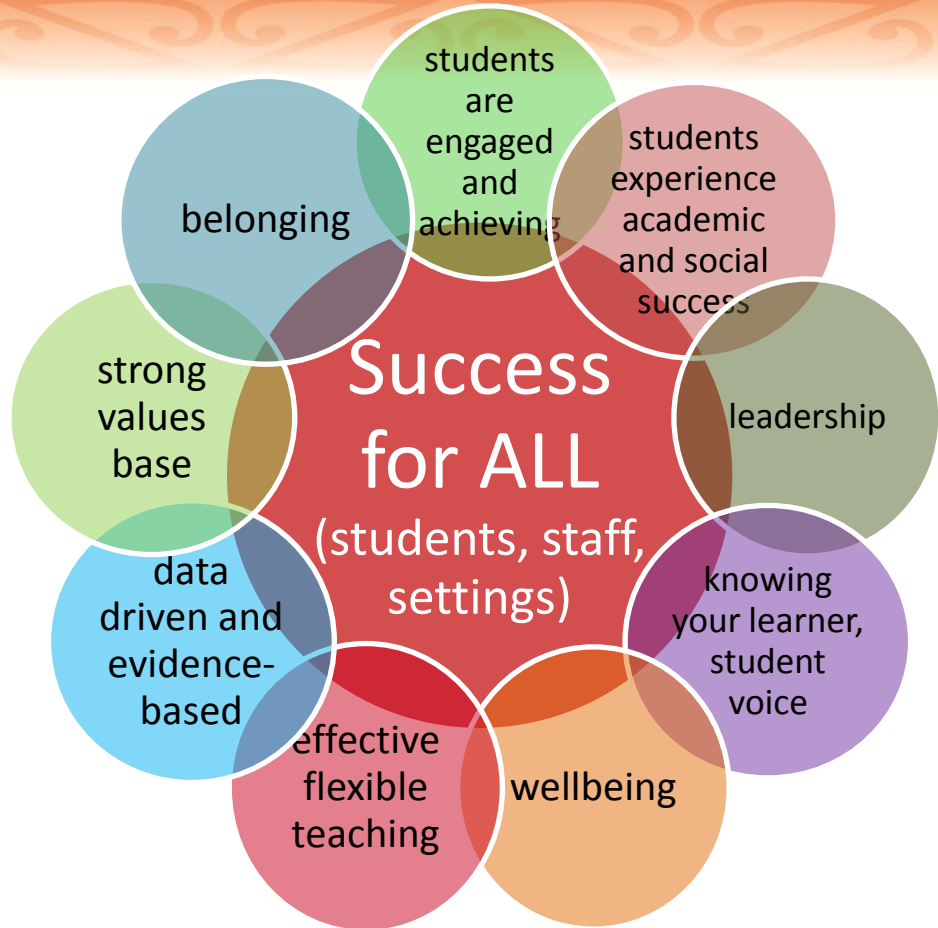 students
are
engaged
and
achieving
students
experience
academic
and social
success
leadership
knowing
your learner,
student
voice
wellbeing
effective
flexible
teaching
data
driven and
evidence-
based
strong
values
base
belonging
Success
for ALL
(students, staff,
settings)